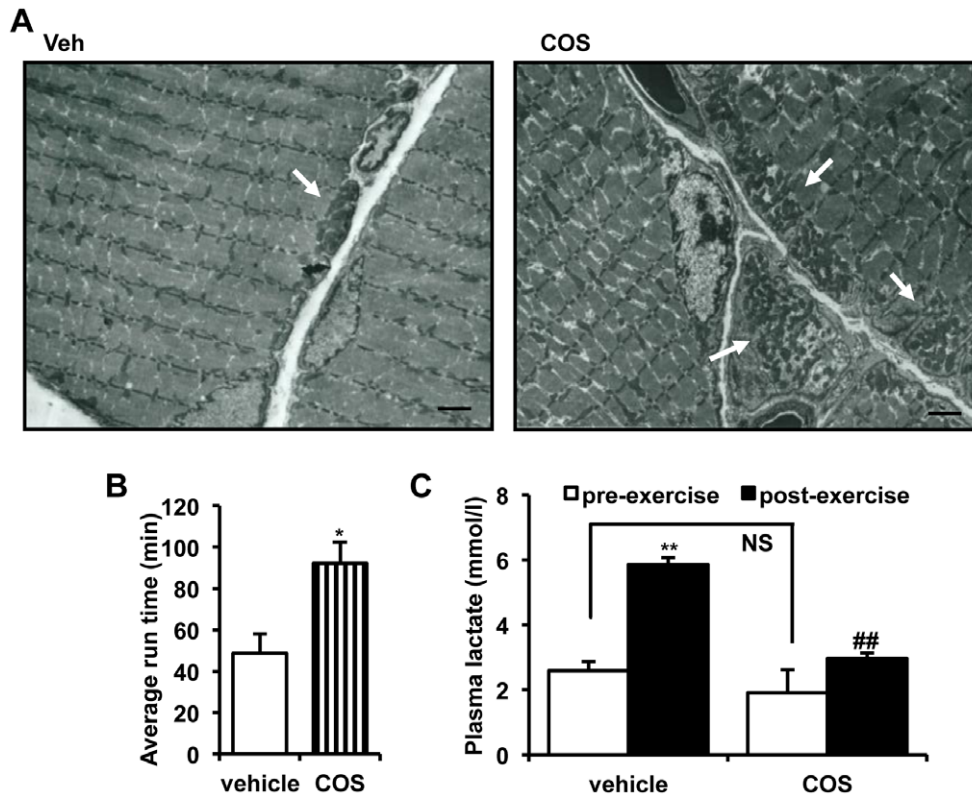 A
Veh
COS
B
Average run time (min)
120
100
80
60
40
20
0
*
vehicle
COS
C
Plasma lactate (mmol/l)
8
6
4
2
0
pre-exercise
post-exercise
NS
**
##
vehicle
COS